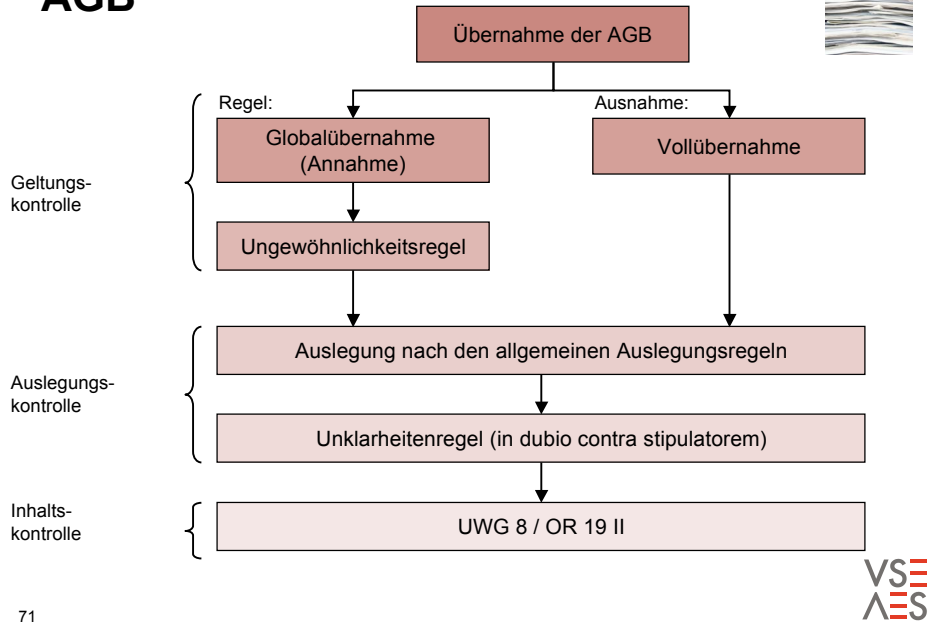 AGB
Übernahme der AGB
Regel:
Ausnahme:
Globalübernahme
(Annahme)
Vollübernahme
Geltungs-
kontrolle
Ungewöhnlichkeitsregel
Auslegung nach den allgemeinen Auslegungsregeln
Auslegungs-
kontrolle
Unklarheitenregel (in dubio contra stipulatorem)
Inhalts-
kontrolle
UWG 8 / OR 19 II
VSE
AES
71